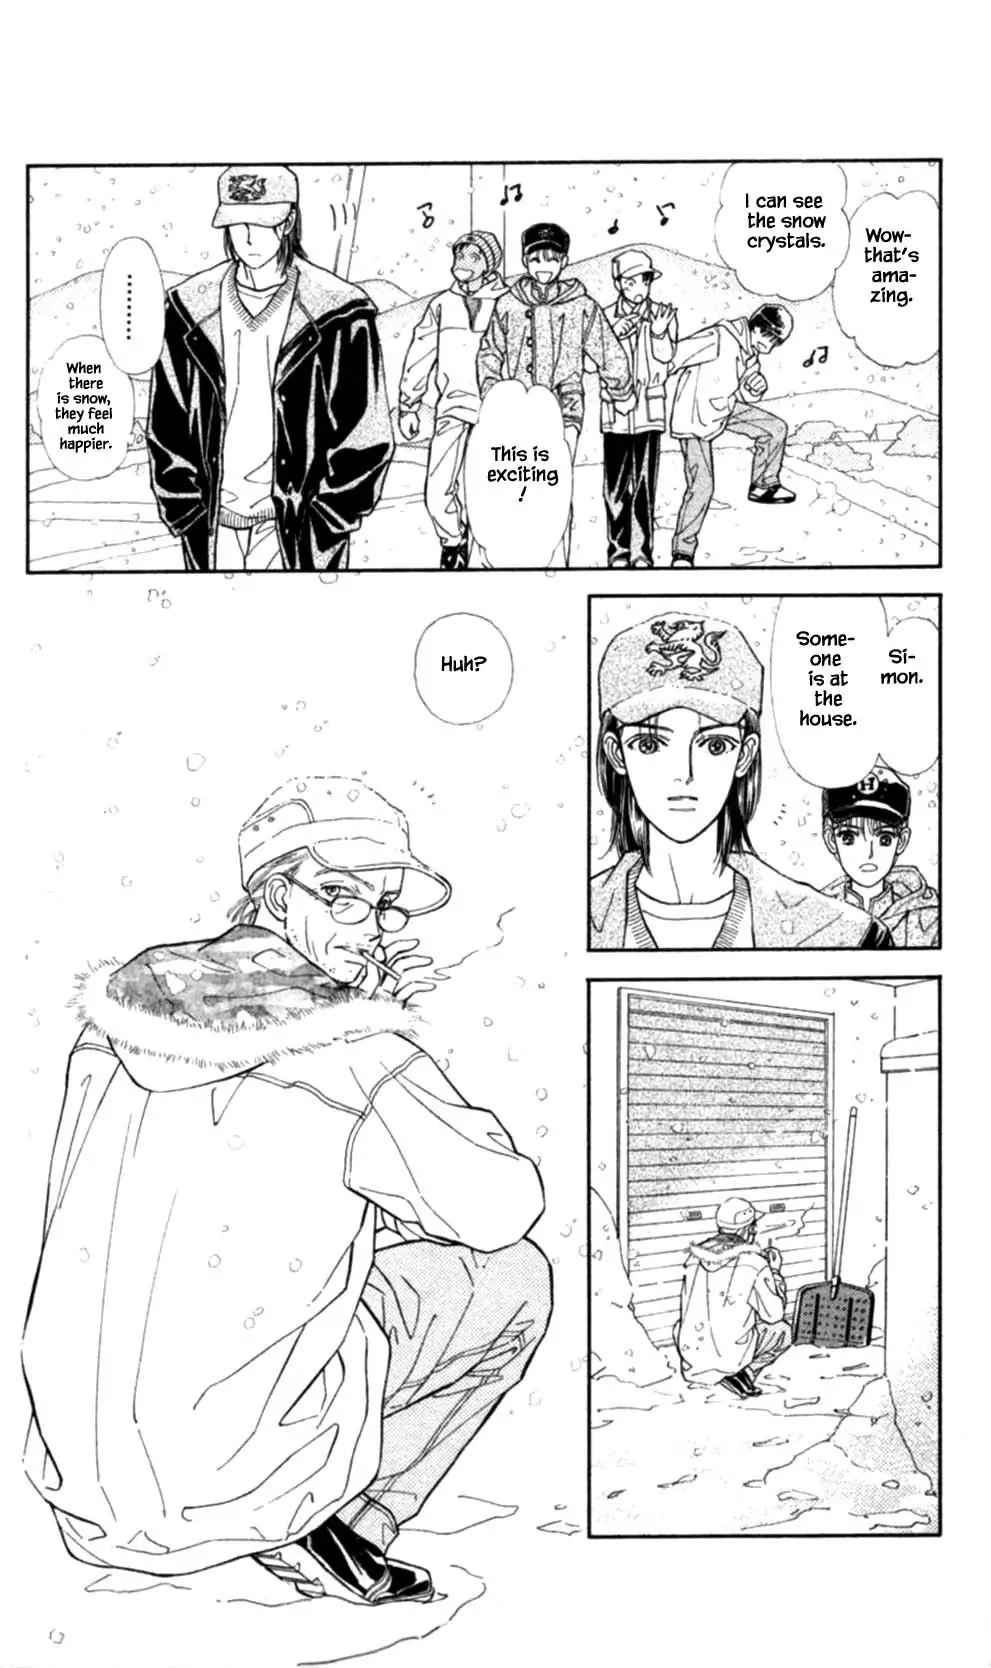 Wow-
that's
ama-
zing.
I can see
the snow
crystals.
This is
exciting
!
.........
When
there
is snow,
they feel
much
happier.
Si-
mon.
Some-
one
is at
the
house.
H
Huh?